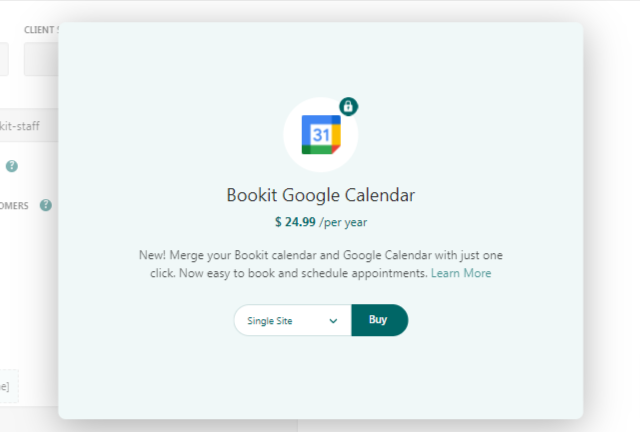 CLIENT
kit-staff
?
OMERS ?
31
Bookit Google Calendar
$ 24.99 /per year
New! Merge your Bookit calendar and Google Calendar with just one
click. Now easy to book and schedule appointments. Learn More
Single Site
Buy
e]